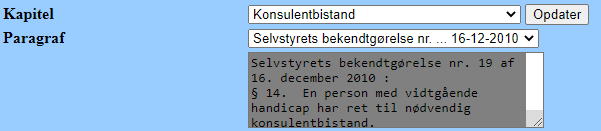 Kapitel Konsulentbistand Opdater
Paragraf Selvstyrets bekendtgørelse nr. ... 16-12-2010
Selvstyrets bekendtgørelse nr. 19 af
16. december 2010 :
§ 14.  En person med vidtgående
handicap har ret til nødvendig
konsulentbistand.